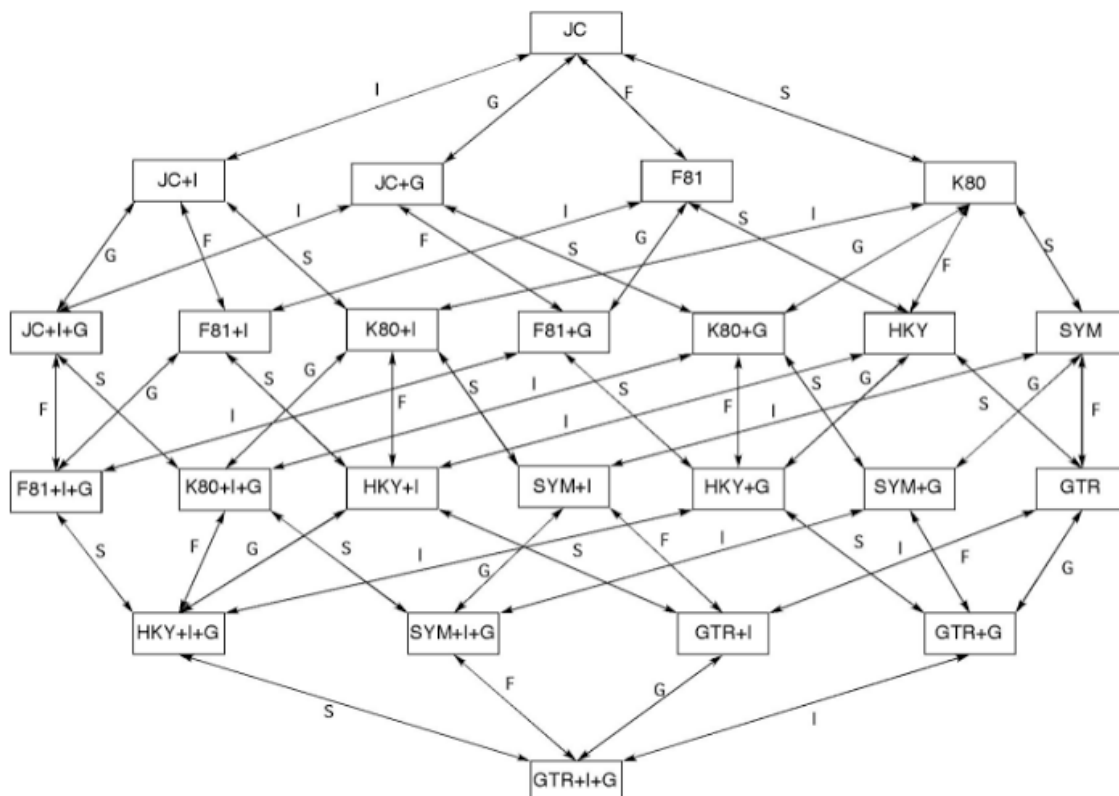 JC
I
G
F
S
JC+I
JC+G
F81
K80
G
F
S
I
F
S
I
G
S
I
G
F
S
JC+I+G
F81+I
K80+I
F81+G
K80+G
HKY
SYM
F
S
G
S
G
F
S
I
S
I
F
S
I
G
S
I
G
F
F81+I+G
K80+I+G
HKY+I
SYM+I
HKY+G
SYM+G
GTR
S
F
G
S
I
G
S
F
I
S
F
I
G
HKY+I+G
SYM+I+G
GTR+I
GTR+G
S
F
G
I
GTR+I+G